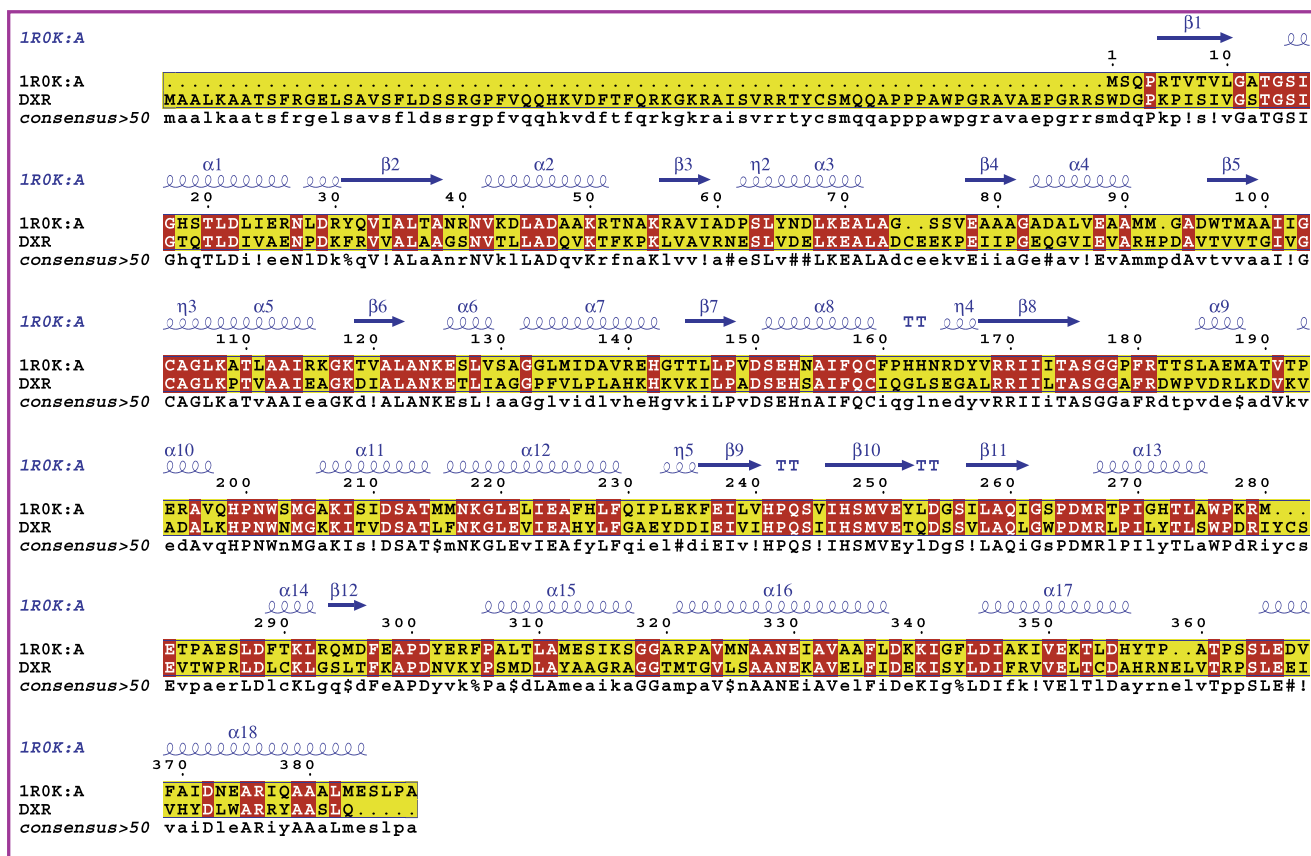 1R0K:A β1
1 10
1R0K:A ..........................................................................MSQPRTVTVLGATGSI
DXR MAALKAATSFRGELSAVSFLDSSRGPFVQQHKVDFTFQRKGKRAISVRRTYCSMQQAPPPAWPGRAVAEPGRRSWDGPKPISIVGSTGSI
consensus>50 maalkaatsfrgelsavsfldssrgpfvqqhkvdftfqrkgkraisvrrtycsmqqapppawpgravaepgrrsmdqPkp!s!vGaTGSI
1R0K:A α1 β2 α2 β3 η2 α3 β4 α4 β5
20 30 40 50 60 70 80 90 100
1R0K:A GHSTLDLIERNLDRYQVIALTANRNVKDLADAAKRTNAKRAVIADPSLYNDLKEALAG..SSVEAAAGADALVEAAMM.GADWTMAAIIG
DXR GTQTLDIVAENPDKFRVVALAAGSNVTLLADQVKTFKPKLVAVRNESLVDELKEALADCEEKPEIIPGEQGVIEVARHPDAVTVVTGIVG
consensus>50 GhqTLDi!eeNlDk%qV!ALaAnrNVklLADqvKrfnaKlvv!a#eSLv##LKEALAdceekvEiiaGe#av!EvAmmpdAvtvvaaI!G
1R0K:A η3 α5 β6 α6 α7 β7 α8 TT η4 β8 α9
110 120 130 140 150 160 170 180 190
1R0K:A CAGLKATLAAIRKGKTVALANKESLVSAGGLMIDAVREHGTTLLPVDSEHNAIFQCFPHHNRDYVRRIIITASGGPFRTTSLAEMATVTP
DXR CAGLKPTVAAIEAGKDIALANKETLIAGGPFVLPLAHKHKVKILPADSEHSAIFQCIQGLSEGALRRIILTASGGAFRDWPVDRLKDVKV
consensus>50 CAGLKaTvAAIeaGKd!ALANKEsL!aaGglvidlvheHgvkiLPvDSEHnAIFQCiqglnedyvRRIIiTASGGaFRdtpvde$adVkv
1R0K:A α10 α11 α12 η5 β9 TT β10 TT β11 α13
200 210 220 230 240 250 260 270 280
1R0K:A ERAVQHPNWSMGAKISIDSATMMNKGLELIEAFHLFQIPLEKFEILVHPQSVIHSMVEYLDGSILAQIGSPDMRTPIGHTLAWPKRM...
DXR ADALKHPNWNMGKKITVDSATLFNKGLEVIEAHYLFGAEYDDIEIVIHPQSIIHSMVETQDSSVLAQLGWPDMRLPILYTLSWPDRIYCS
consensus>50 edAvqHPNWnMGaKIs!DSAT$mNKGLEvIEAfyLFqiel#diEIv!HPQS!IHSMVEylDgS!LAQiGsPDMRlPIlyTLaWPdRiycs
1R0K:A α14 β12 α15 α16 α17
290 300 310 320 330 340 350 360
1R0K:A ETPAESLDFTKLRQMDFEAPDYERFPALTLAMESIKSGGARPAVMNAANEIAVAAFLDKKIGFLDIAKIVEKTLDHYTP..ATPSSLEDV
DXR EVTWPRLDLCKLGSLTFKAPDNVKYPSMDLAYAAGRAGGTMTGVLSAANEKAVELFIDEKISYLDIFRVVELTCDAHRNELVTRPSLEEI
consensus>50 EvpaerLDlcKLgq$dFeAPDyvk%Pa$dLAmeaikaGGampaV$nAANEiAVelFiDeKIg%LDIfk!VElTlDayrnelvTppSLE#!
1R0K:A α18
370 380
1R0K:A FAIDNEARIQAAALMESLPA
DXR VHYDLWARRYAASLQ.....
consensus>50 vaiDleARiyAAaLmeslpa